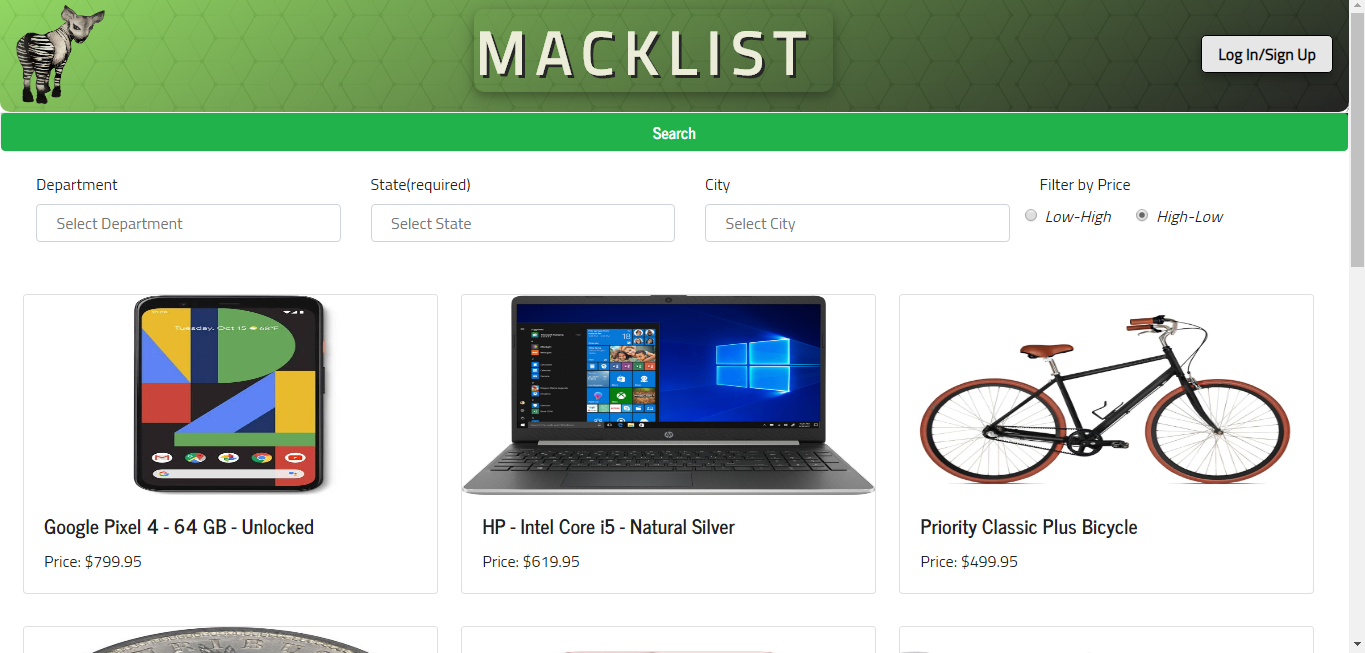 MACKLIST
Log In/Sign Up
Search
Department
State(required)
City
Filter by Price
Select Department
Select State
Select City
Low-High
High-Low
Tuesday, Oct 15
68°F
Google Pixel 4 - 64 GB - Unlocked
Price: $799.95
hp
HP - Intel Core i5 - Natural Silver
Price: $619.95
Priority Classic Plus Bicycle
Price: $499.95